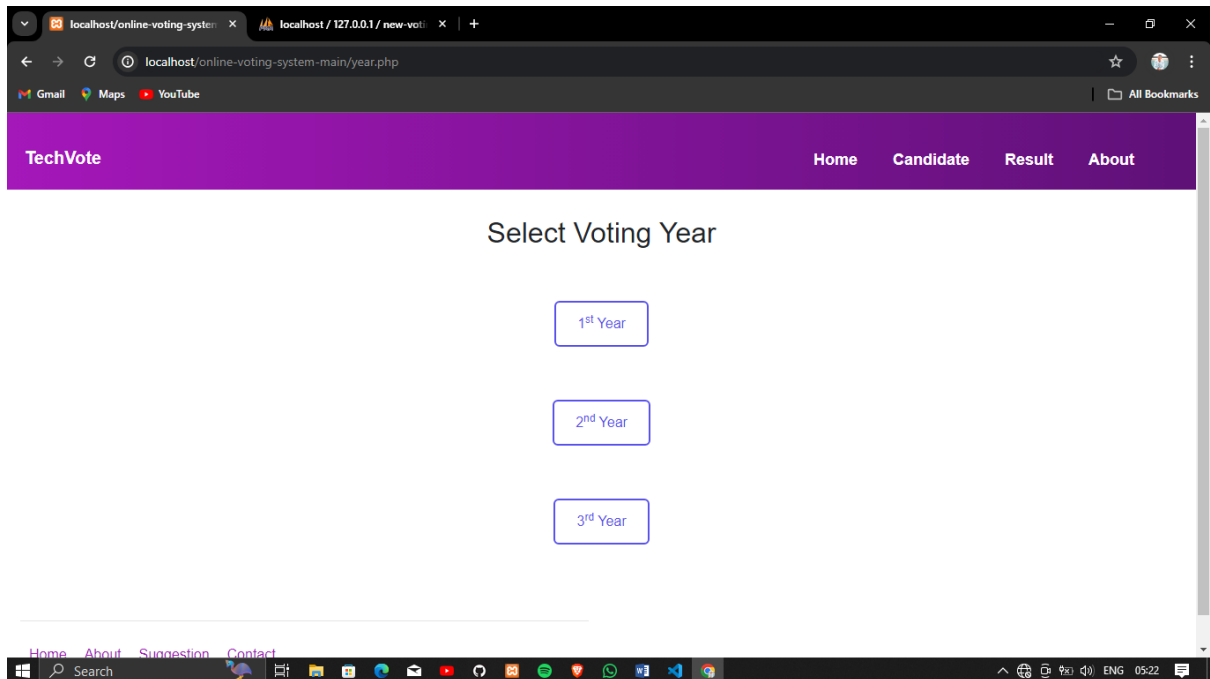 localhost/online-voting-system
localhost / 127.0.0.1 / new-voti
localhost/online-voting-system-main/year.php
Gmail Maps YouTube All Bookmarks
TechVote Home Candidate Result About
Select Voting Year
1st Year
2nd Year
3rd Year
Home About Suggestion Contact
Search ENG 05:22